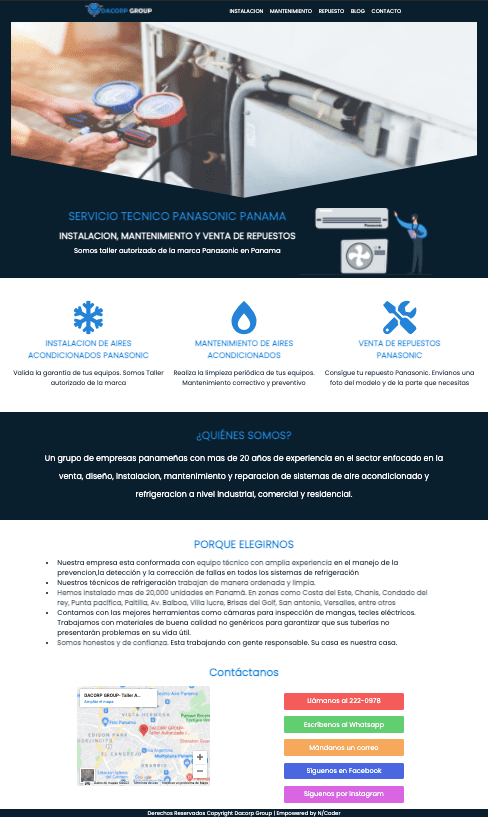 DACORP GROUP
INSTALACION MANTENIMIENTO REPUESTO BLOG CONTACTO
SERVICIO TECNICO PANASONIC PANAMA
INSTALACION, MANTENIMIENTO Y VENTA DE REPUESTOS
Somos taller autorizado de la marca Panasonic en Panama
Panasonic
INSTALACION DE AIRES
ACONDICIONADOS PANASONIC
Valida la garantia de tus equipos. Somos Taller
autorizado de la marca
MANTENIMIENTO DE AIRES
ACONDICIONADOS
Realiza la limpieza periódica de tus equipos.
Mantenimiento correctivo y preventivo
VENTA DE REPUESTOS
PANASONIC
Consigue tu repuesto Panasonic. Envíanos una
foto del modelo y de la parte que necesitas
¿QUIÉNES SOMOS?
Un grupo de empresas panameñas con mas de 20 años de experiencia en el sector enfocado en la
venta, diseño, instalacion, mantenimiento y reparacion de sistemas de aire acondicionado y
refrigeracion a nivel industrial, comercial y residencial.
PORQUE ELEGIRNOS
• Nuestra empresa esta conformada con equipo técnico con amplia experiencia en el manejo de la
prevencion,la detección y la corrección de fallas en todos los sistemas de refrigeración
• Nuestros técnicos de refrigeración trabajan de manera ordenada y limpia.
• Hemos instalado mas de 20,000 unidades en Panamá. En zonas como Costa del Este, Chanis, Condado del
rey, Punta pacífica, Paitilla, Av. Balboa, Villa lucre, Brisas del Golf, San antonio, Versalles, entre otros
• Contamos con las mejores herramientas como cámaras para inspección de mangas, tecles eléctricos.
Trabajamos con materiales de buena calidad no genéricos para garantizar que sus tuberías no
presentarán problemas en su vida útil.
• Somos honestos y de confianza. Esta trabajando con gente responsable. Su casa es nuestra casa.
Contáctanos
DACORP GROUP- Taller A...
Ampliar el mapa
VISTA HERMOSA
EDISON PARK
EL CANGREJO
DACORP GROUP-
Taller Autorizado
Llámanos al 222-0978
Escríbenos al Whatsapp
Mándanos un correo
Síguenos en Facebook
Síguenos por Instagram
Derechos Reservados Copyright Dacorp Group | Empowered by N/Coder